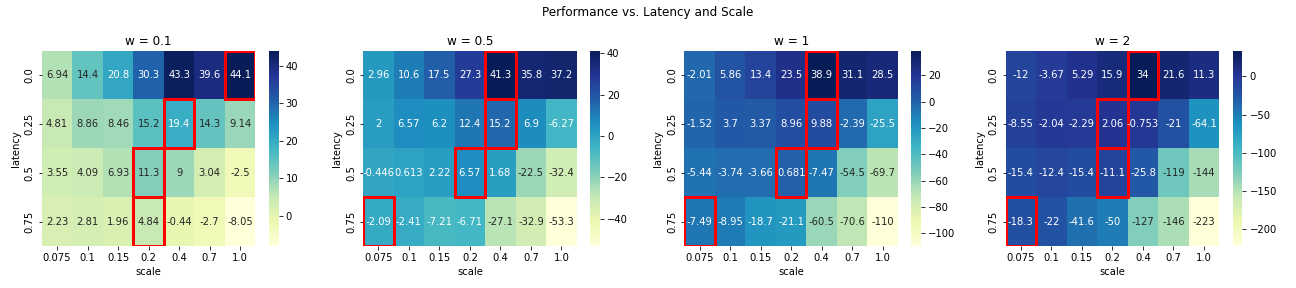 Performance vs. Latency and Scale
w = 0.1
latency
0.0 6.94 14.4 20.8 30.3 43.3 39.6 44.1
0.25 4.81 8.86 8.46 15.2 19.4 14.3 9.14
0.5 3.55 4.09 6.93 11.3 9 3.04 -2.5
0.75 2.23 2.81 1.96 4.84 -0.44 -2.7 -8.05
0.075 0.1 0.15 0.2 0.4 0.7 1.0
scale
40
30
20
10
0
w = 0.5
latency
0.0 2.96 10.6 17.5 27.3 41.3 35.8 37.2
0.25 2 6.57 6.2 12.4 15.2 6.9 -6.27
0.5 -0.446 0.613 2.22 6.57 1.68 -22.5 -32.4
0.75 -2.09 -2.41 -7.21 -6.71 -27.1 -32.9 -53.3
0.075 0.1 0.15 0.2 0.4 0.7 1.0
scale
40
20
0
−20
−40
w = 1
latency
0.0 -2.01 5.86 13.4 23.5 38.9 31.1 28.5
0.25 -1.52 3.7 3.37 8.96 9.88 -2.39 -25.5
0.5 -5.44 -3.74 -3.66 0.681 -7.47 -54.5 -69.7
0.75 -7.49 -8.95 -18.7 -21.1 -60.5 -70.6 -110
0.075 0.1 0.15 0.2 0.4 0.7 1.0
scale
20
0
−20
−40
−60
−80
−100
w = 2
latency
0.0 -12 -3.67 5.29 15.9 34 21.6 11.3
0.25 -8.55 -2.04 -2.29 2.06 -0.753 -21 -64.1
0.5 -15.4 -12.4 -15.4 -11.1 -25.8 -119 -144
0.75 -18.3 -22 -41.6 -50 -127 -146 -223
0.075 0.1 0.15 0.2 0.4 0.7 1.0
scale
0
−50
−100
−150
−200